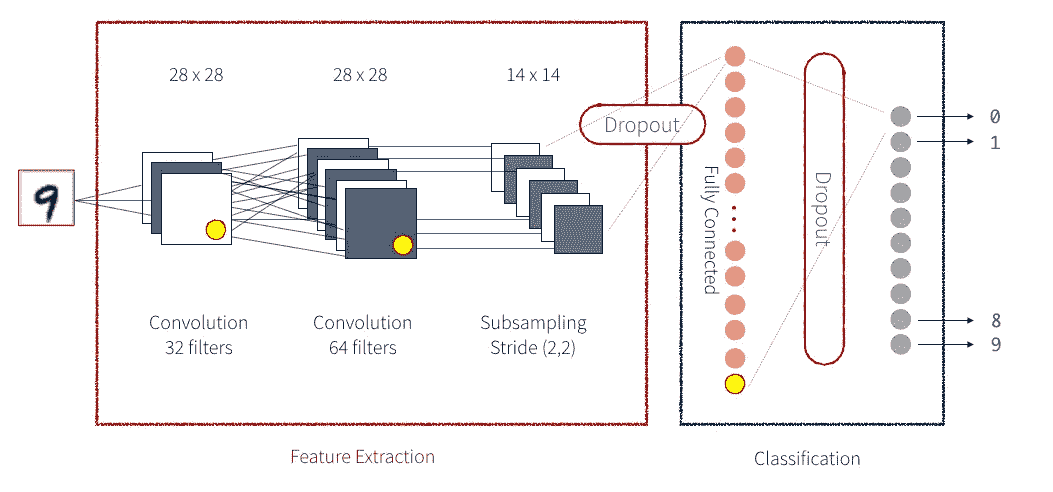 28 x 28
28 x 28
14 x 14
Dropout
9
Convolution
32 filters
Convolution
64 filters
Subsampling
Stride (2,2)
Fully Connected
Dropout
0
1
8
9
Feature Extraction
Classification